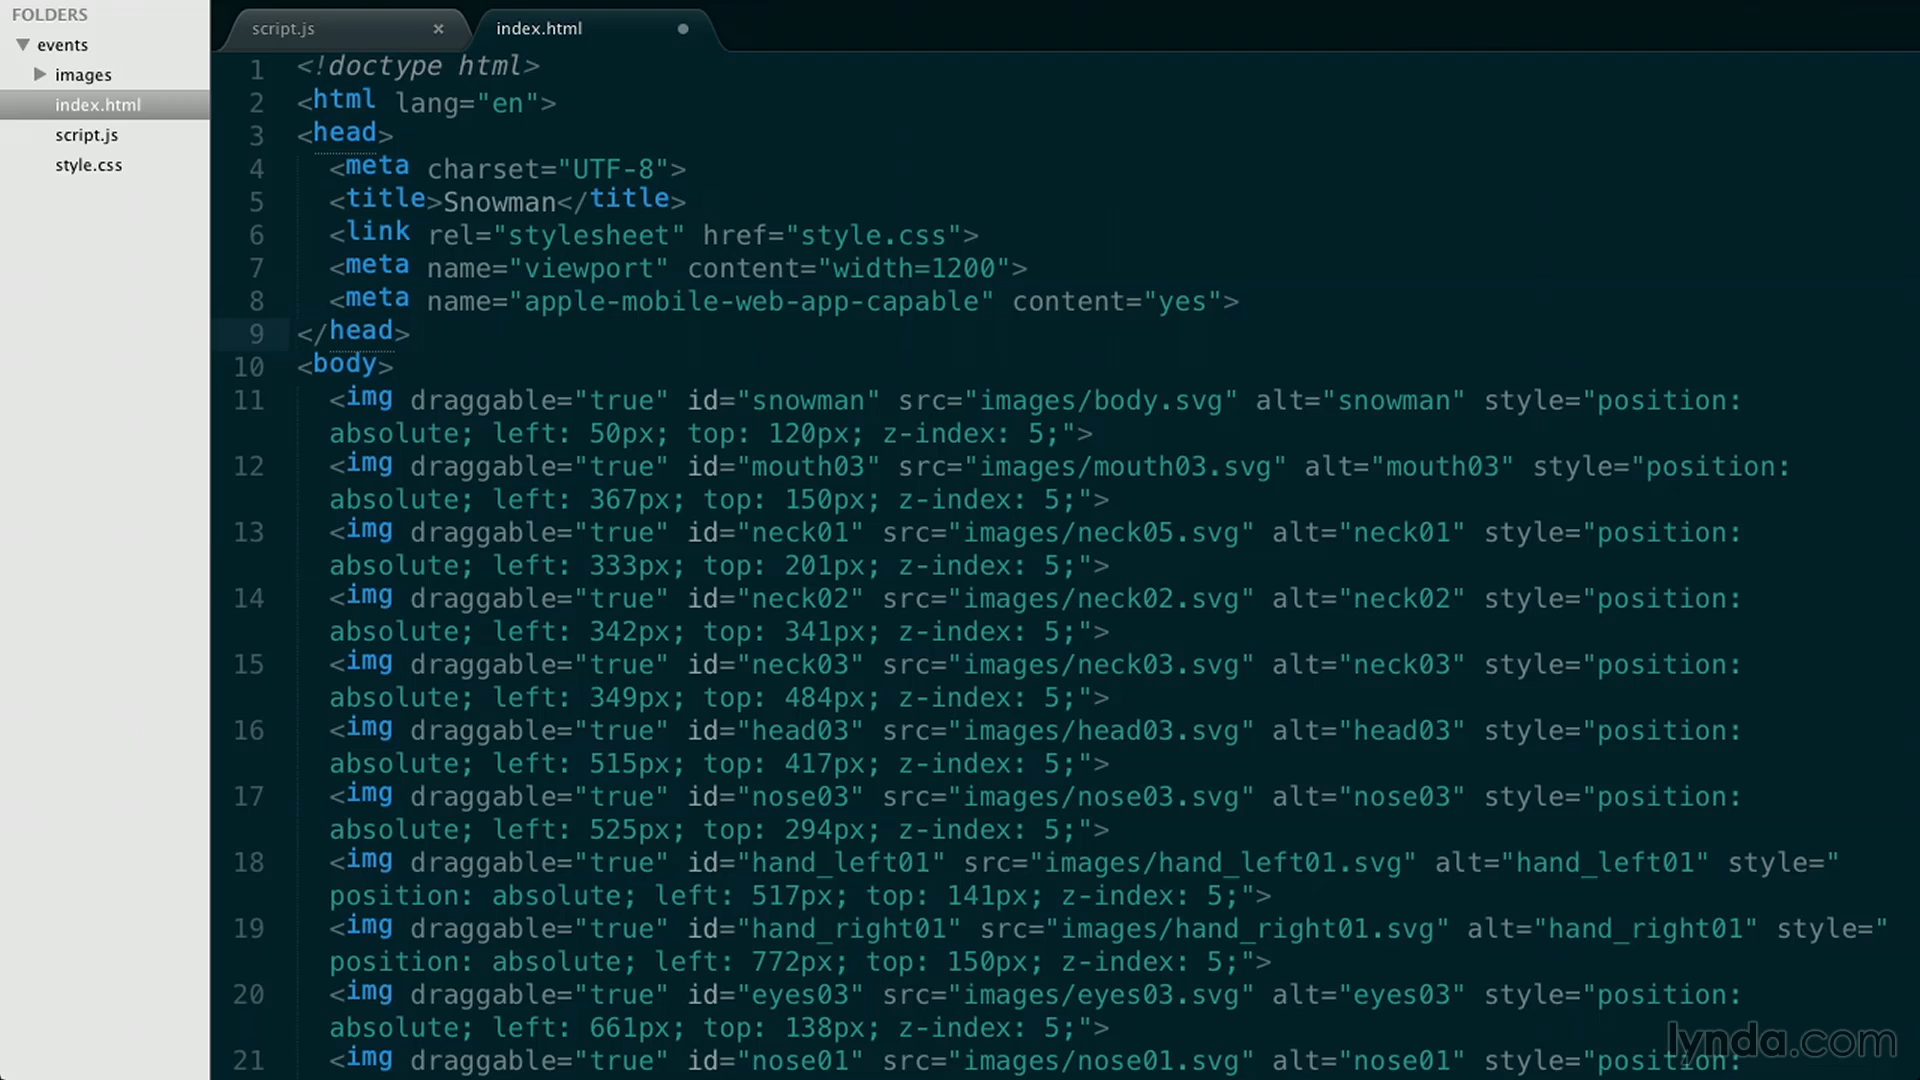 FOLDERS
events
images
index.html
script.js
style.css
script.js ×
index.html
1 <!doctype html>
2 <html lang="en">
3 <head>
4 <meta charset="UTF-8">
5 <title>Snowman</title>
6 <link rel="stylesheet" href="style.css">
7 <meta name="viewport" content="width=1200">
8 <meta name="apple-mobile-web-app-capable" content="yes">
9 </head>
10 <body>
11 <img draggable="true" id="snowman" src="images/body.svg" alt="snowman" style="position:
absolute; left: 50px; top: 120px; z-index: 5;">
12 <img draggable="true" id="mouth03" src="images/mouth03.svg" alt="mouth03" style="position:
absolute; left: 367px; top: 150px; z-index: 5;">
13 <img draggable="true" id="neck01" src="images/neck05.svg" alt="neck01" style="position:
absolute; left: 333px; top: 201px; z-index: 5;">
14 <img draggable="true" id="neck02" src="images/neck02.svg" alt="neck02" style="position:
absolute; left: 342px; top: 341px; z-index: 5;">
15 <img draggable="true" id="neck03" src="images/neck03.svg" alt="neck03" style="position:
absolute; left: 349px; top: 484px; z-index: 5;">
16 <img draggable="true" id="head03" src="images/head03.svg" alt="head03" style="position:
absolute; left: 515px; top: 417px; z-index: 5;">
17 <img draggable="true" id="nose03" src="images/nose03.svg" alt="nose03" style="position:
absolute; left: 525px; top: 294px; z-index: 5;">
18 <img draggable="true" id="hand_left01" src="images/hand_left01.svg" alt="hand_left01" style="
position: absolute; left: 517px; top: 141px; z-index: 5;">
19 <img draggable="true" id="hand_right01" src="images/hand_right01.svg" alt="hand_right01" style="
position: absolute; left: 772px; top: 150px; z-index: 5;">
20 <img draggable="true" id="eyes03" src="images/eyes03.svg" alt="eyes03" style="position:
absolute; left: 661px; top: 138px; z-index: 5;">
21 <img draggable="true" id="nose01" src="images/nose01.svg" alt="nose01" style="position:
lynda.com